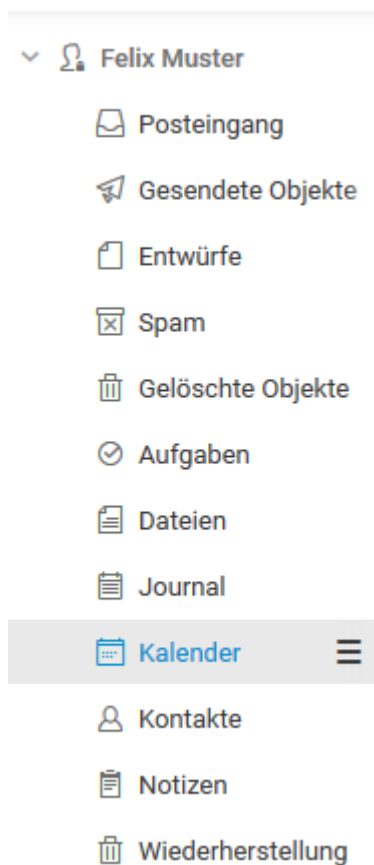 Felix Muster
Posteingang
Gesendete Objekte
Entwürfe
Spam
Gelöschte Objekte
Aufgaben
Dateien
Journal
Kalender
Kontakte
Notizen
Wiederherstellung